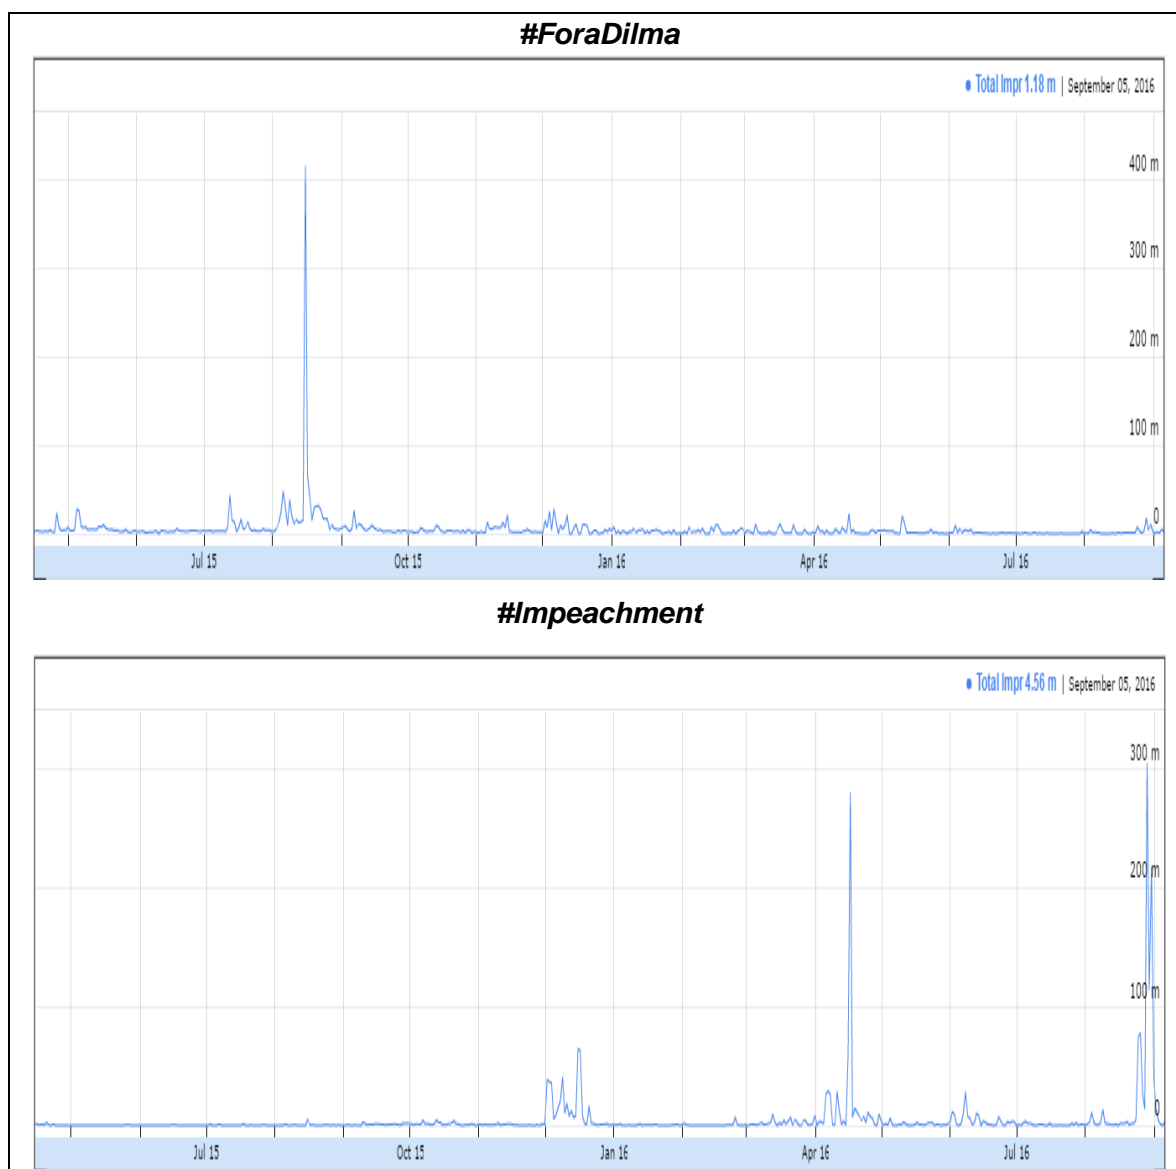 #ForaDilma
Total Impr 1.18 m | September 05, 2016
400 m
300 m
200 m
100 m
0
Jul 15 Oct 15 Jan 16 Apr 16 Jul 16
#Impeachment
Total Impr 4.56 m | September 05, 2016
300 m
200 m
100 m
0
Jul 15 Oct 15 Jan 16 Apr 16 Jul 16